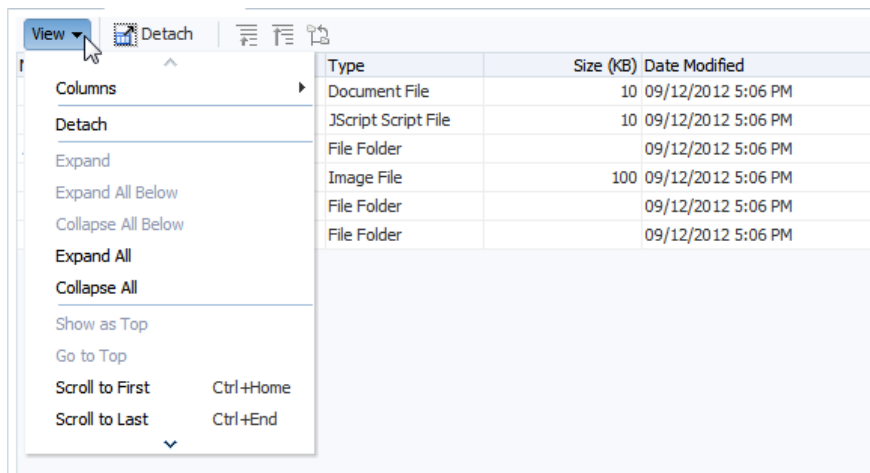 View Detach
Type Size (KB) Date Modified
Columns
Document File 10 09/12/2012 5:06 PM
Detach
JScript Script File 10 09/12/2012 5:06 PM
Expand
File Folder 09/12/2012 5:06 PM
Expand All Below
Image File 100 09/12/2012 5:06 PM
Collapse All Below
File Folder 09/12/2012 5:06 PM
Expand All
File Folder 09/12/2012 5:06 PM
Collapse All
Show as Top
Go to Top
Scroll to First Ctrl+Home
Scroll to Last Ctrl+End